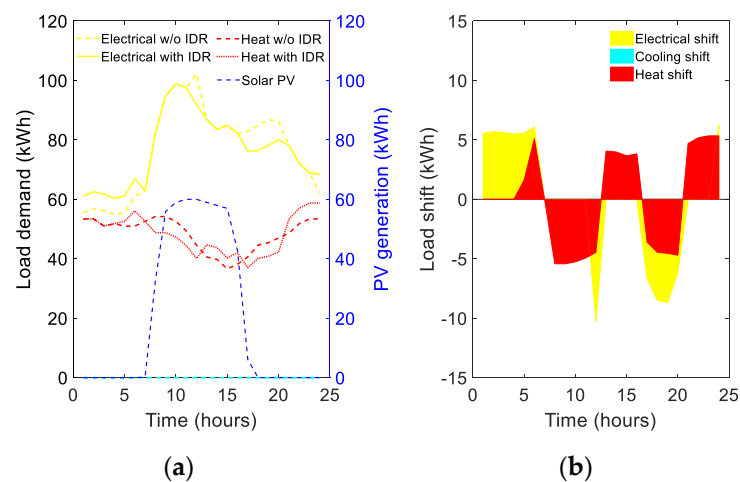 Electrical w/o IDR
Heat w/o IDR
Electrical with IDR
Heat with IDR
Solar PV
120
100
80
60
40
20
0
Load demand (kWh)
120
100
80
60
40
20
0
PV generation (kWh)
0
5
10
15
20
25
Time (hours)
(a)
Electrical shift
Cooling shift
Heat shift
15
10
5
0
-5
-10
-15
Load shift (kWh)
0
5
10
15
20
25
Time (hours)
(b)